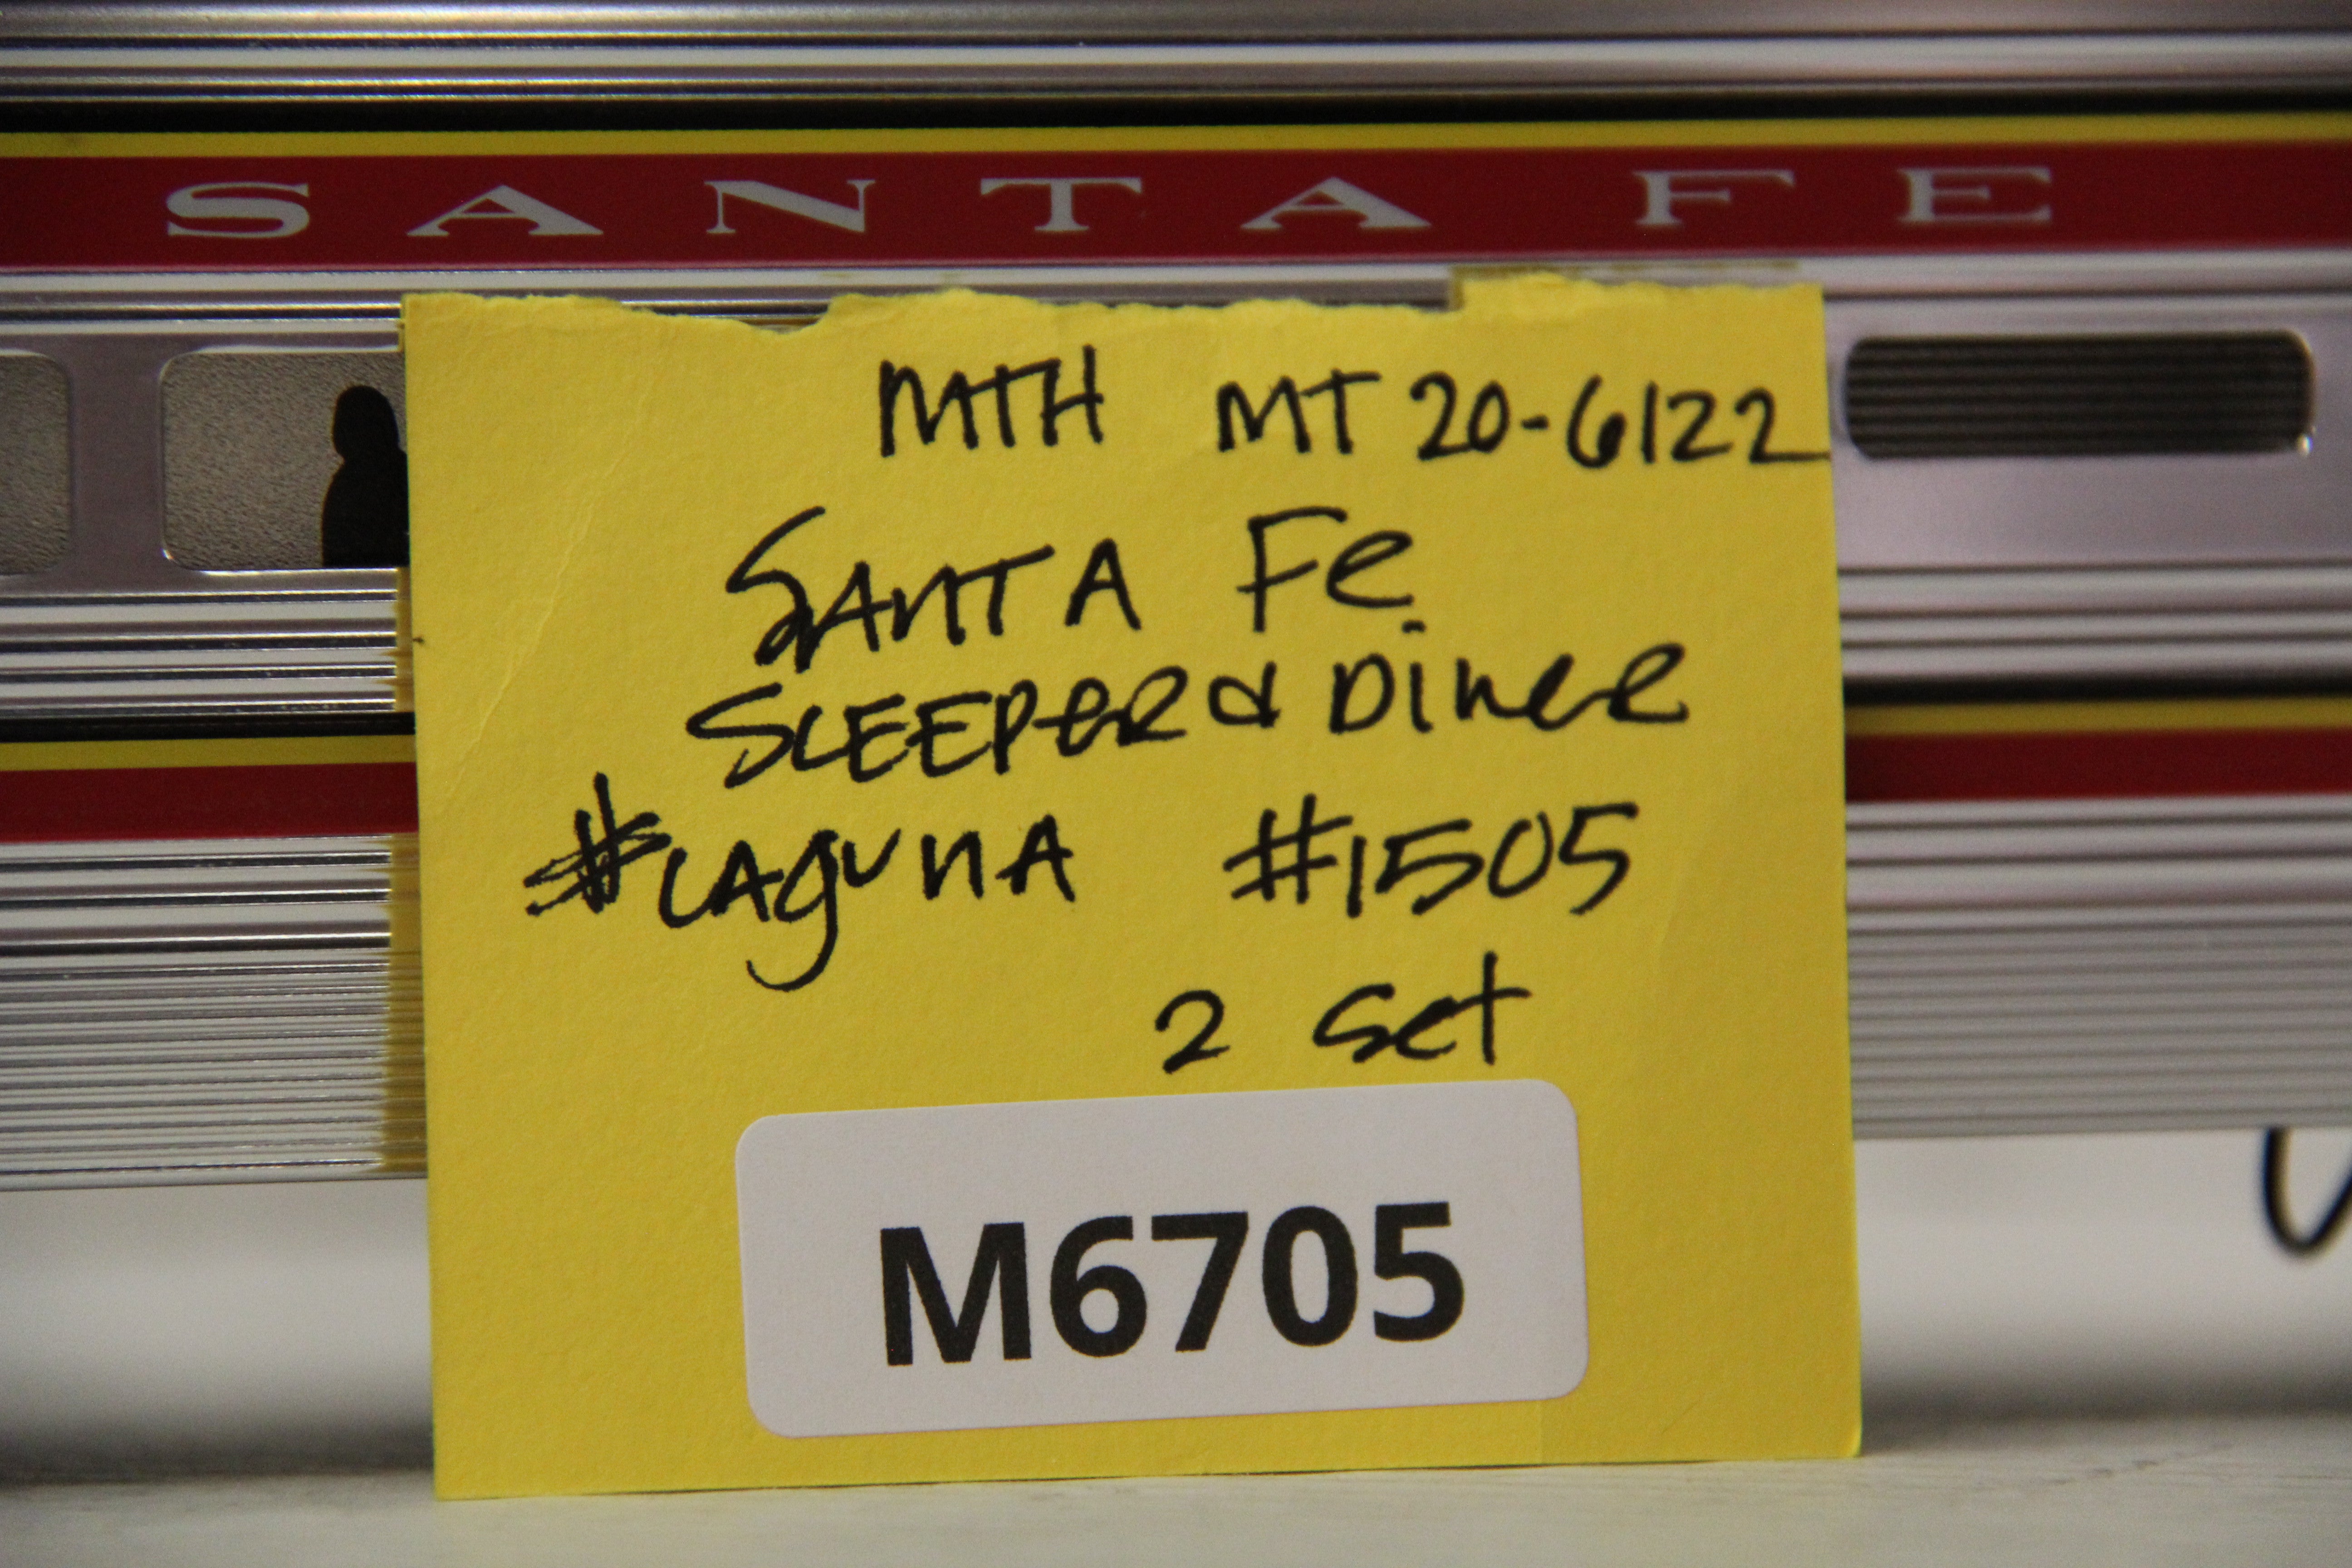 SANTA FE
MTH MT 20-6122
SANTA Fe
SLEEPER & DINER
#LAgunA #1505
2 Set
M6705